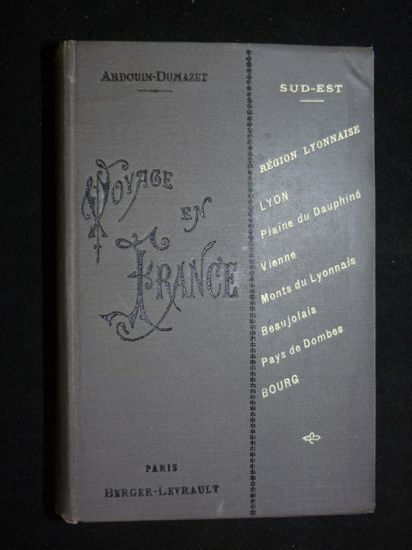 ARDOUIN-DUMAZET
VOYAGE
EN
FRANCE
PARIS
BERGER-LEVRAULT
SUD-EST
RÉGION LYONNAISE
LYON
Plaine du Dauphiné
Vienne
Monts du Lyonnais
Beaujolais
Pays de Dombes
BOURG